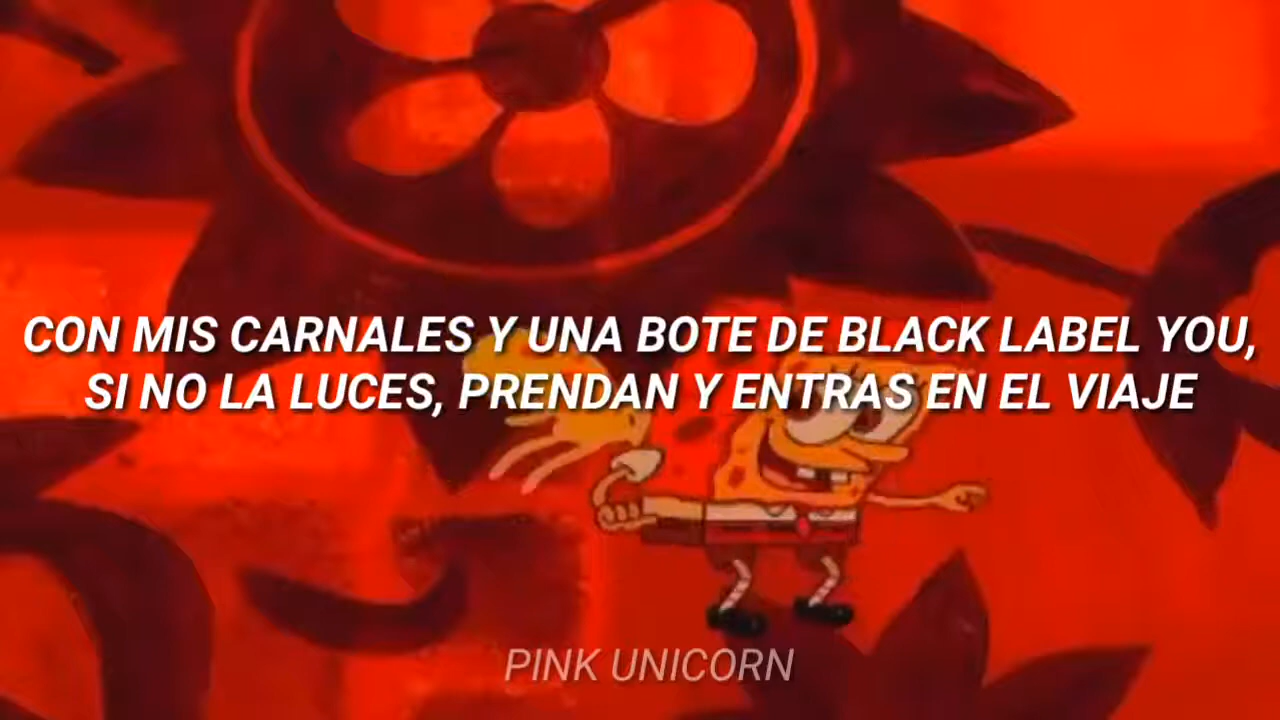 CON MIS CARNALES Y UNA BOTE DE BLACK LABEL YOU,
SI NO LA LUCES, PRENDAN Y ENTRAS EN EL VIAJE
PINK UNICORN